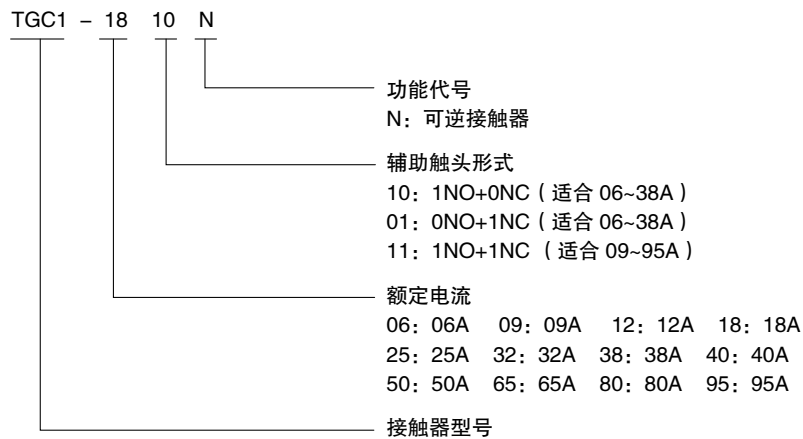 TGC1 – 18 10 N
功能代号
N：可逆接触器
辅助触头形式
10：1NO+0NC（适合 06~38A）
01：0NO+1NC（适合 06~38A）
11：1NO+1NC （适合 09~95A）
额定电流
06：06A 09：09A 12：12A 18：18A
25：25A 32：32A 38：38A 40：40A
50：50A 65：65A 80：80A 95：95A
接触器型号